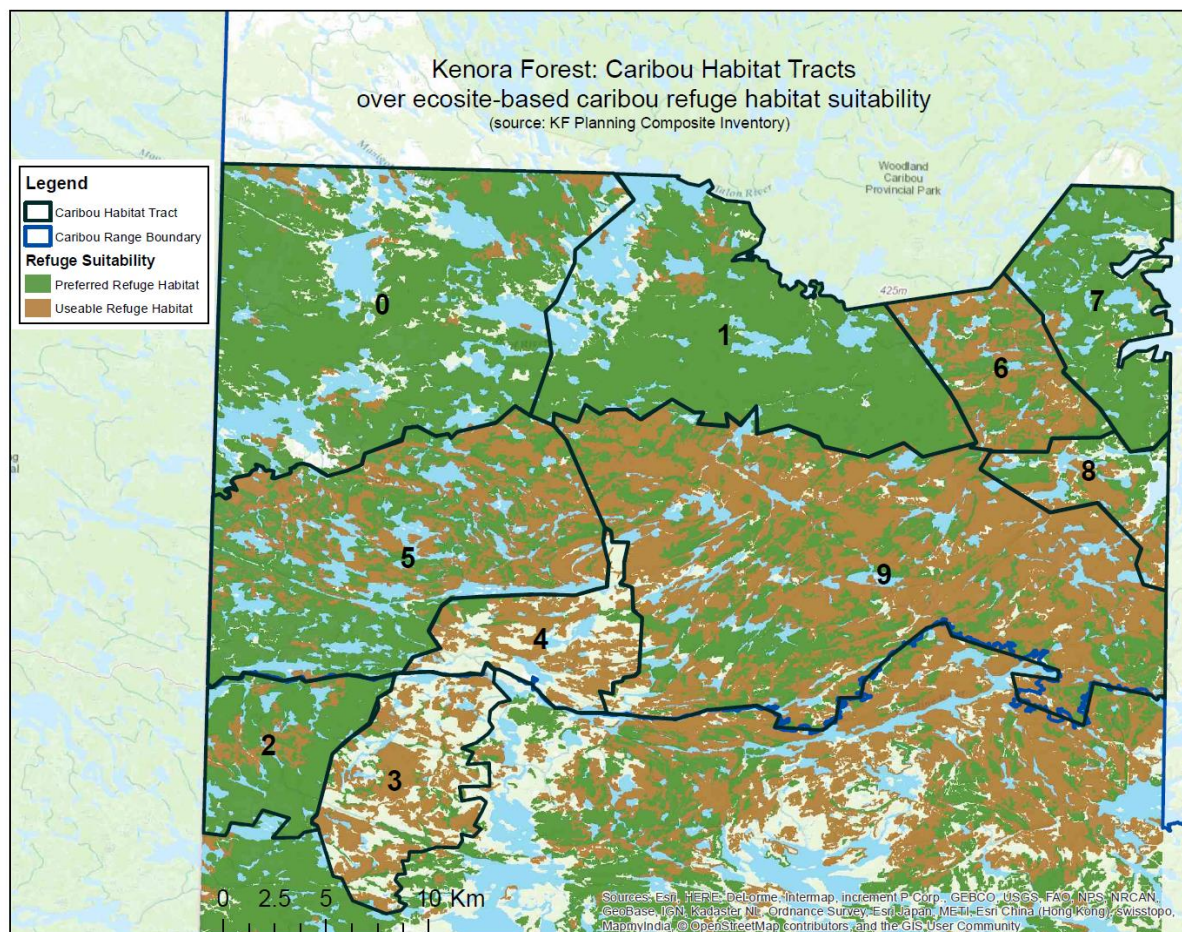 Kenora Forest: Caribou Habitat Tracts
over ecosite-based caribou refuge habitat suitability
(source: KF Planning Composite Inventory)
Woodland
Caribou
Provincial Park
Talon River
Legend
Caribou Habitat Tract
Caribou Range Boundary
Refuge Suitability
Preferred Refuge Habitat
Useable Refuge Habitat
425m
0
1
7
6
8
5
9
4
2
3
0 2.5 5 10 Km
Sources: Esri, HERE, DeLorme, Intermap, increment P Corp., GEBCO, USGS, FAO, NPS, NRCAN,
GeoBase, IGN, Kadaster NL, Ordnance Survey, Esri Japan, METI, Esri China (Hong Kong), swisstopo,
MapmyIndia, © OpenStreetMap contributors, and the GIS User Community